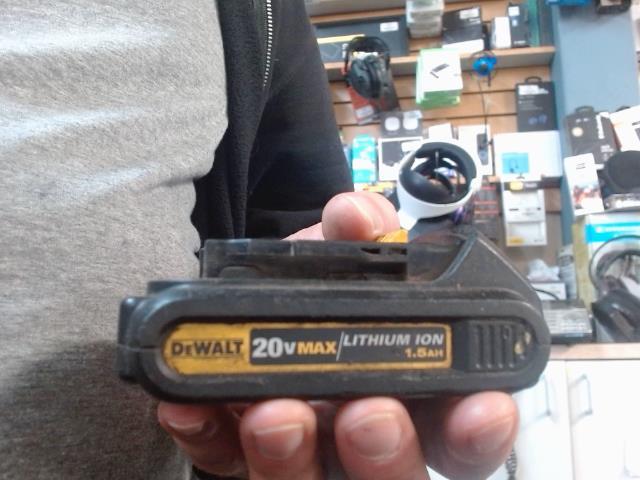 DEWALT 20V MAX/LITHIUM ION
1.5AH